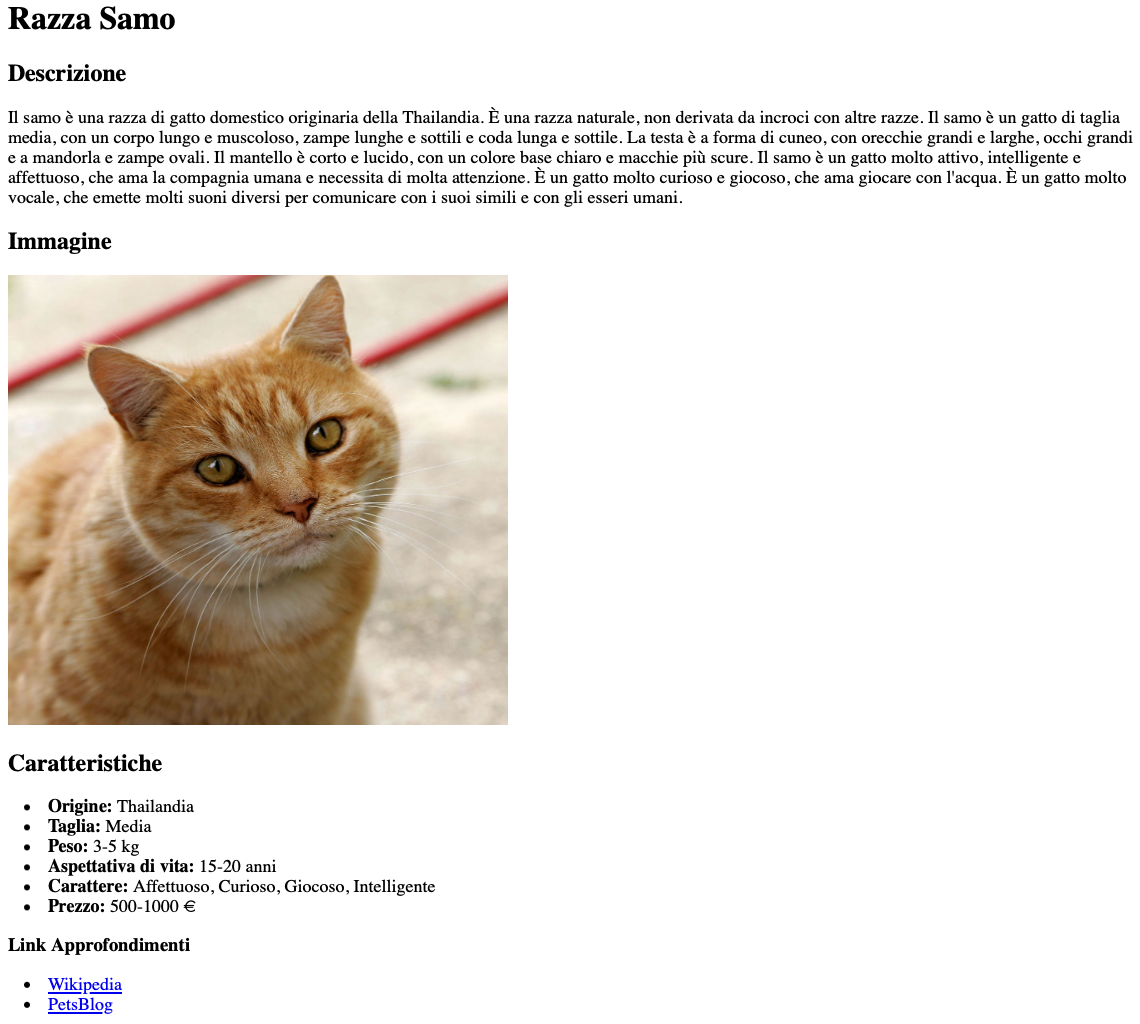 Razza Samo
Descrizione
Il samo è una razza di gatto domestico originaria della Thailandia. È una razza naturale, non derivata da incroci con altre razze. Il samo è un gatto di taglia
media, con un corpo lungo e muscoloso, zampe lunghe e sottili e coda lunga e sottile. La testa è a forma di cuneo, con orecchie grandi e larghe, occhi grandi
e a mandorla e zampe ovali. Il mantello è corto e lucido, con un colore base chiaro e macchie più scure. Il samo è un gatto molto attivo, intelligente e
affettuoso, che ama la compagnia umana e necessita di molta attenzione. È un gatto molto curioso e giocoso, che ama giocare con l'acqua. È un gatto molto
vocale, che emette molti suoni diversi per comunicare con i suoi simili e con gli esseri umani.
Immagine
Caratteristiche
Origine: Thailandia
Taglia: Media
Peso: 3-5 kg
Aspettativa di vita: 15-20 anni
Carattere: Affettuoso, Curioso, Giocoso, Intelligente
Prezzo: 500-1000 €
Link Approfondimenti
Wikipedia
PetsBlog